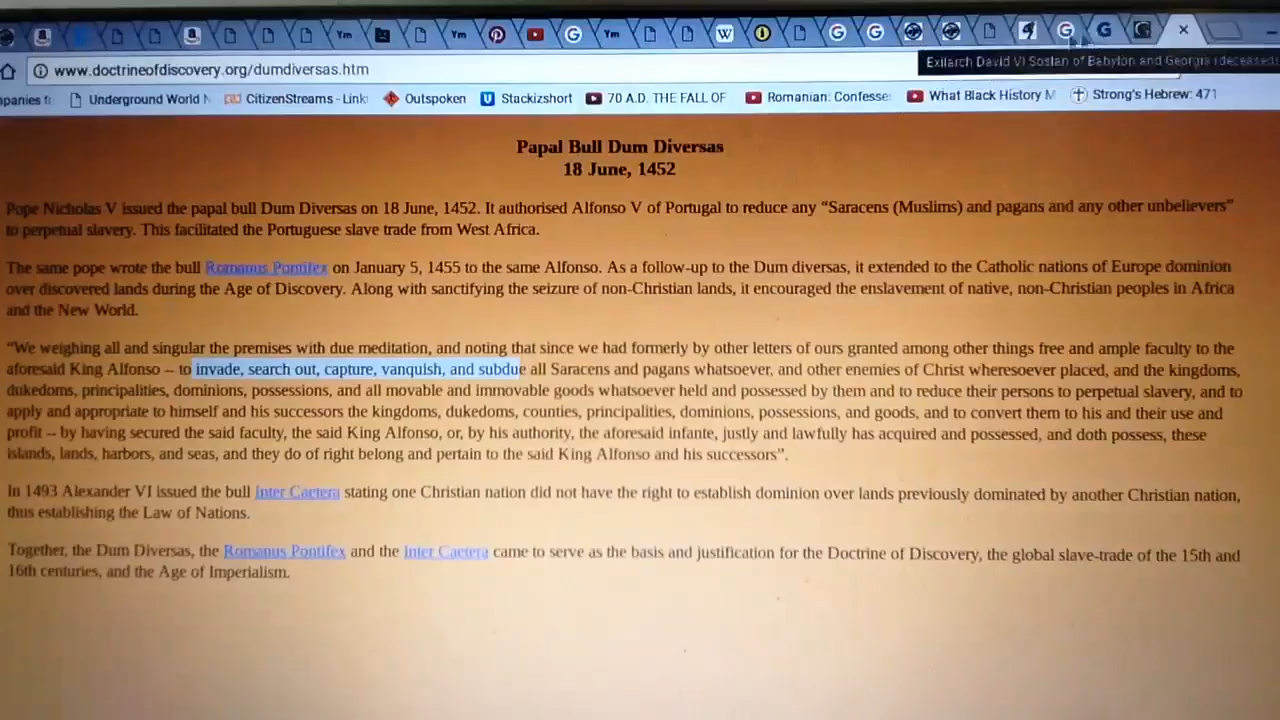 Ym
Ym
Ym
W
G
G
G
G
G
www.doctrineofdiscovery.org/dumdiversas.htm
Exilarch David VI Soslan of Babylon and Georgia (deceased)
Underground World N
CitizenStreams - Link
Outspoken
Stackizshort
70 A.D. THE FALL OF
Romanian: Confesse
What Black History M
Strong's Hebrew: 471
Papal Bull Dum Diversas
18 June, 1452
Pope Nicholas V issued the papal bull Dum Diversas on 18 June, 1452. It authorised Alfonso V of Portugal to reduce any “Saracens (Muslims) and pagans and any other unbelievers”
to perpetual slavery. This facilitated the Portuguese slave trade from West Africa.
The same pope wrote the bull Romanus Pontifex on January 5, 1455 to the same Alfonso. As a follow-up to the Dum diversas, it extended to the Catholic nations of Europe dominion
over discovered lands during the Age of Discovery. Along with sanctifying the seizure of non-Christian lands, it encouraged the enslavement of native, non-Christian peoples in Africa
and the New World.
“We weighing all and singular the premises with due meditation, and noting that since we had formerly by other letters of ours granted among other things free and ample faculty to the
aforesaid King Alfonso -- to invade, search out, capture, vanquish, and subdue all Saracens and pagans whatsoever, and other enemies of Christ wheresoever placed, and the kingdoms,
dukedoms, principalities, dominions, possessions, and all movable and immovable goods whatsoever held and possessed by them and to reduce their persons to perpetual slavery, and to
apply and appropriate to himself and his successors the kingdoms, dukedoms, counties, principalities, dominions, possessions, and goods, and to convert them to his and their use and
profit -- by having secured the said faculty, the said King Alfonso, or, by his authority, the aforesaid infante, justly and lawfully has acquired and possessed, and doth possess, these
islands, lands, harbors, and seas, and they do of right belong and pertain to the said King Alfonso and his successors”.
In 1493 Alexander VI issued the bull Inter Caetera stating one Christian nation did not have the right to establish dominion over lands previously dominated by another Christian nation,
thus establishing the Law of Nations.
Together, the Dum Diversas, the Romanus Pontifex and the Inter Caetera came to serve as the basis and justification for the Doctrine of Discovery, the global slave-trade of the 15th and
16th centuries, and the Age of Imperialism.